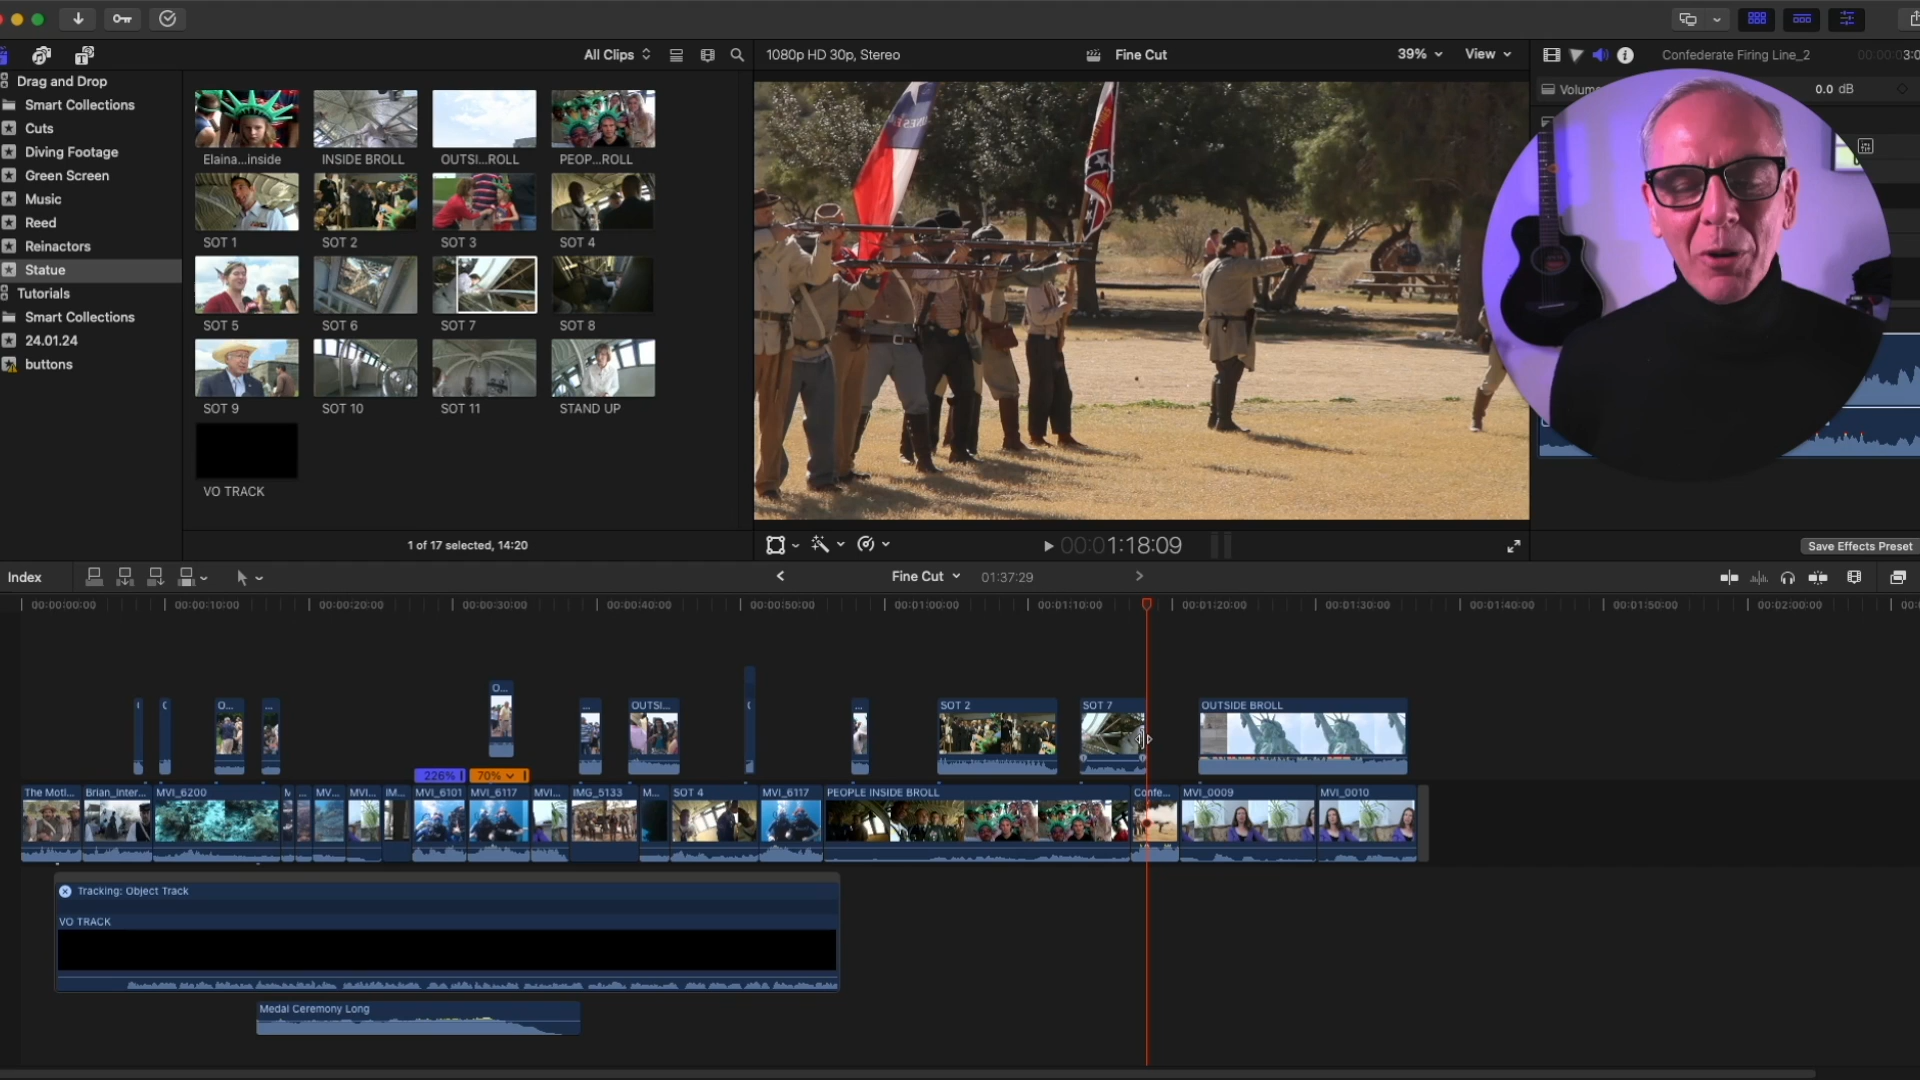 All Clips
1080p HD 30p, Stereo
Fine Cut
39%
View
Confederate Firing Line_2
3:0
Drag and Drop
Smart Collections
Cuts
Diving Footage
Green Screen
Music
Reed
Reinactors
Statue
Tutorials
Smart Collections
24.01.24
buttons
Elaina...inside
INSIDE BROLL
OUTSI...ROLL
PEOP...ROLL
SOT 1
SOT 2
SOT 3
SOT 4
SOT 5
SOT 6
SOT 7
SOT 8
SOT 9
SOT 10
SOT 11
STAND UP
VO TRACK
1 of 17 selected, 14:20
Volume
0.0 dB
00:01:18:09
Save Effects Preset
Index
Fine Cut
01:37:29
00:00:00:00
00:00:10:00
00:00:20:00
00:00:30:00
00:00:40:00
00:00:50:00
00:01:00:00
00:01:10:00
00:01:20:00
00:01:30:00
00:01:40:00
00:01:50:00
00:02:00:00
O...
O...
...
...
OUTSI...
...
SOT 2
SOT 7
OUTSIDE BROLL
226%
70%
The Moti...
Brian_Inter...
MVI_6200
M
...
MV...
MVI...
IM...
MVI_6101
MVI_6117
MVI...
IMG_5133
M...
SOT 4
MVI_6117
PEOPLE INSIDE BROLL
Confe...
MVI_0009
MVI_0010
Tracking: Object Track
VO TRACK
Medal Ceremony Long